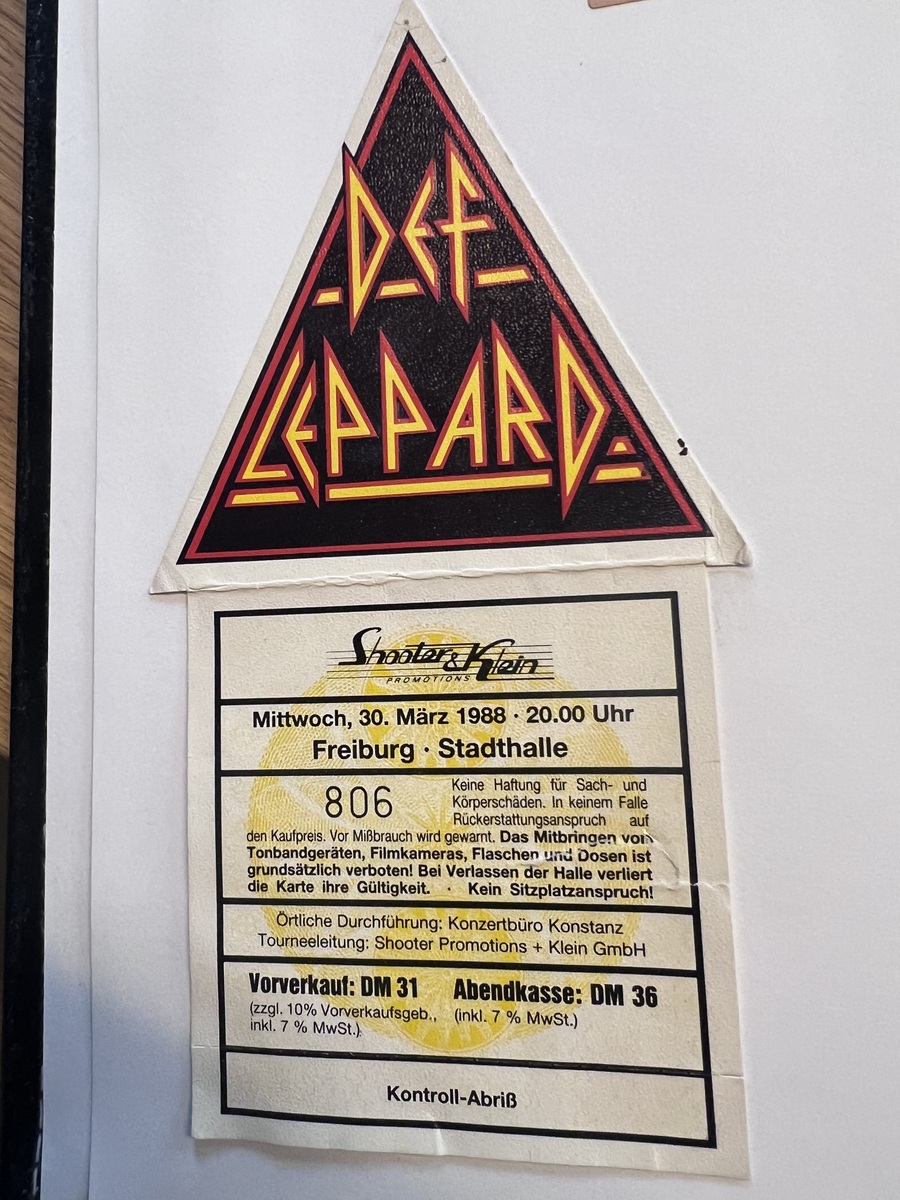 DEF
LEPPARD
Shooter & Klein
PROMOTIONS
Mittwoch, 30. März 1988 · 20.00 Uhr
Freiburg · Stadthalle
806
Keine Haftung für Sach- und
Körperschäden. In keinem Falle
Rückerstattungsanspruch auf
den Kaufpreis. Vor Mißbrauch wird gewarnt. Das Mitbringen von
Tonbandgeräten, Filmkameras, Flaschen und Dosen ist
grundsätzlich verboten! Bei Verlassen der Halle verliert
die Karte ihre Gültigkeit. · Kein Sitzplatzanspruch!
Örtliche Durchführung: Konzertbüro Konstanz
Tourneeleitung: Shooter Promotions + Klein GmbH
Vorverkauf: DM 31 Abendkasse: DM 36
(zzgl. 10% Vorverkaufsgeb., (inkl. 7 % MwSt.)
inkl. 7 % MwSt.)
Kontroll-Abriß